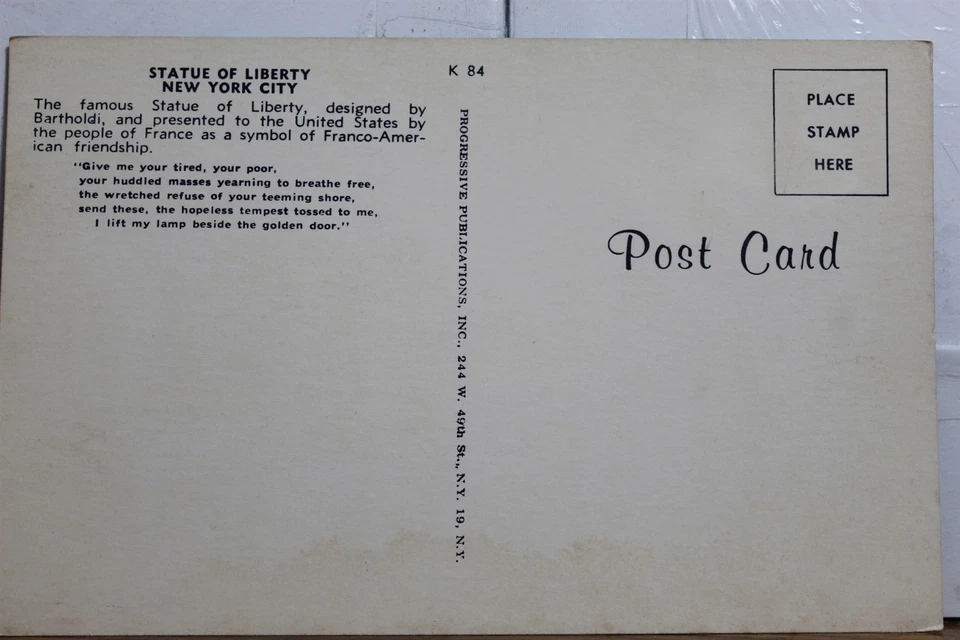 STATUE OF LIBERTY
NEW YORK CITY
The famous Statue of Liberty, designed by
Bartholdi, and presented to the United States by
the people of France as a symbol of Franco-Amer-
ican friendship.
"Give me your tired, your poor,
your huddled masses yearning to breathe free,
the wretched refuse of your teeming shore,
send these, the hopeless tempest tossed to me,
I lift my lamp beside the golden door."
K 84
PROGRESSIVE PUBLICATIONS, INC., 244 W. 49th St., N.Y. 19, N.Y.
PLACE
STAMP
HERE
Post Card